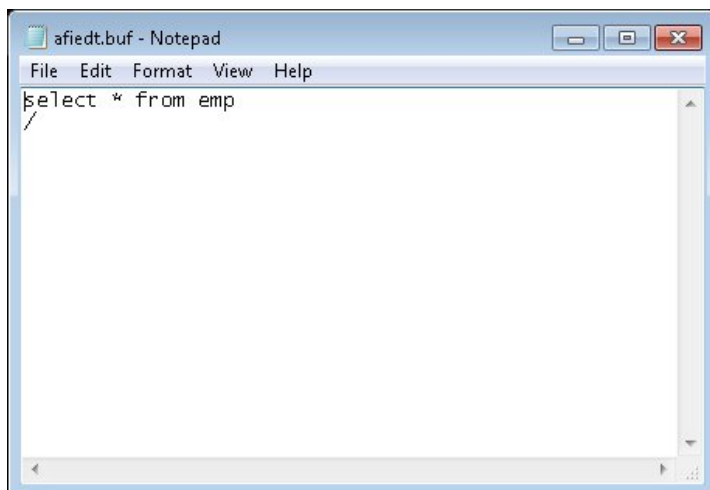 afiedt.buf - Notepad
File Edit Format View Help
select * from emp
/